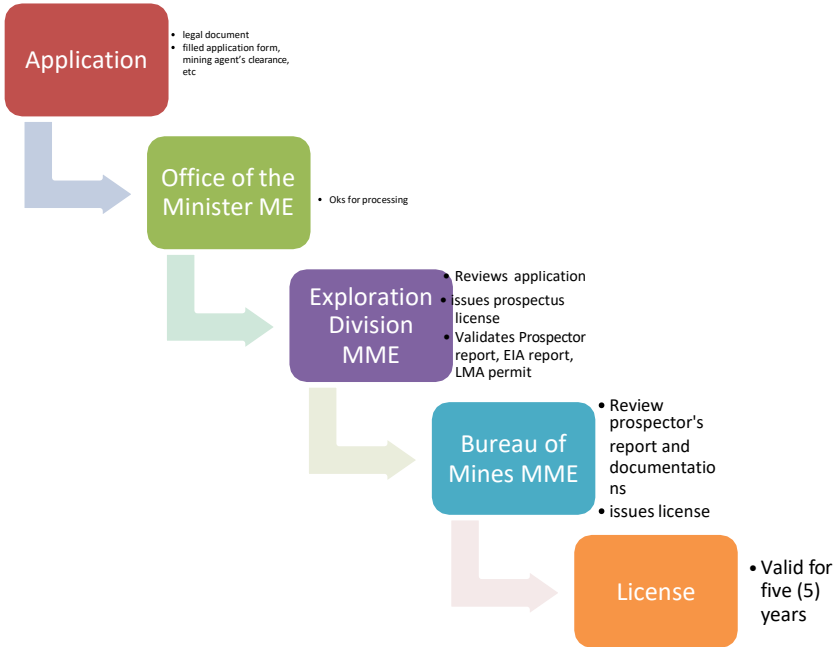 Application
• legal document
• filled application form,
mining agent's clearance,
etc
Office of the
Minister ME
• Oks for processing
Exploration
Division
MME
• Reviews application
• issues prospectus
license
• Validates Prospector
report, EIA report,
LMA permit
Bureau of
Mines MME
• Review
prospector's
report and
documentatio
ns
• issues license
License
• Valid for
five (5)
years